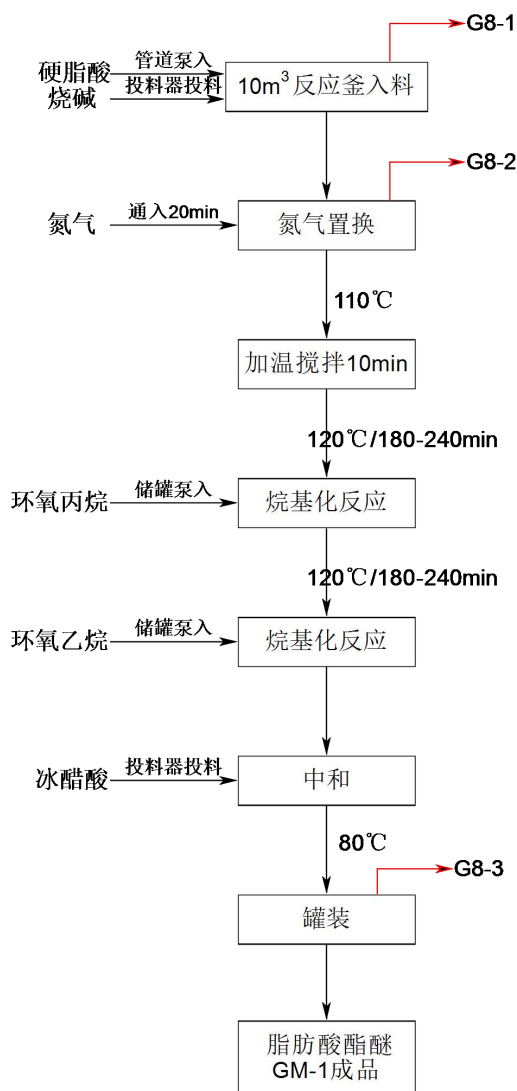 G8-1
管道泵入
硬脂酸
10m³反应釜入料
投料器投料
烧碱
G8-2
氮气
通入20min
氮气置换
110℃
加温搅拌10min
120℃/180-240min
环氧丙烷
储罐泵入
烷基化反应
120℃/180-240min
环氧乙烷
储罐泵入
烷基化反应
冰醋酸
投料器投料
中和
80℃
G8-3
罐装
脂肪酸酯醚
GM-1成品